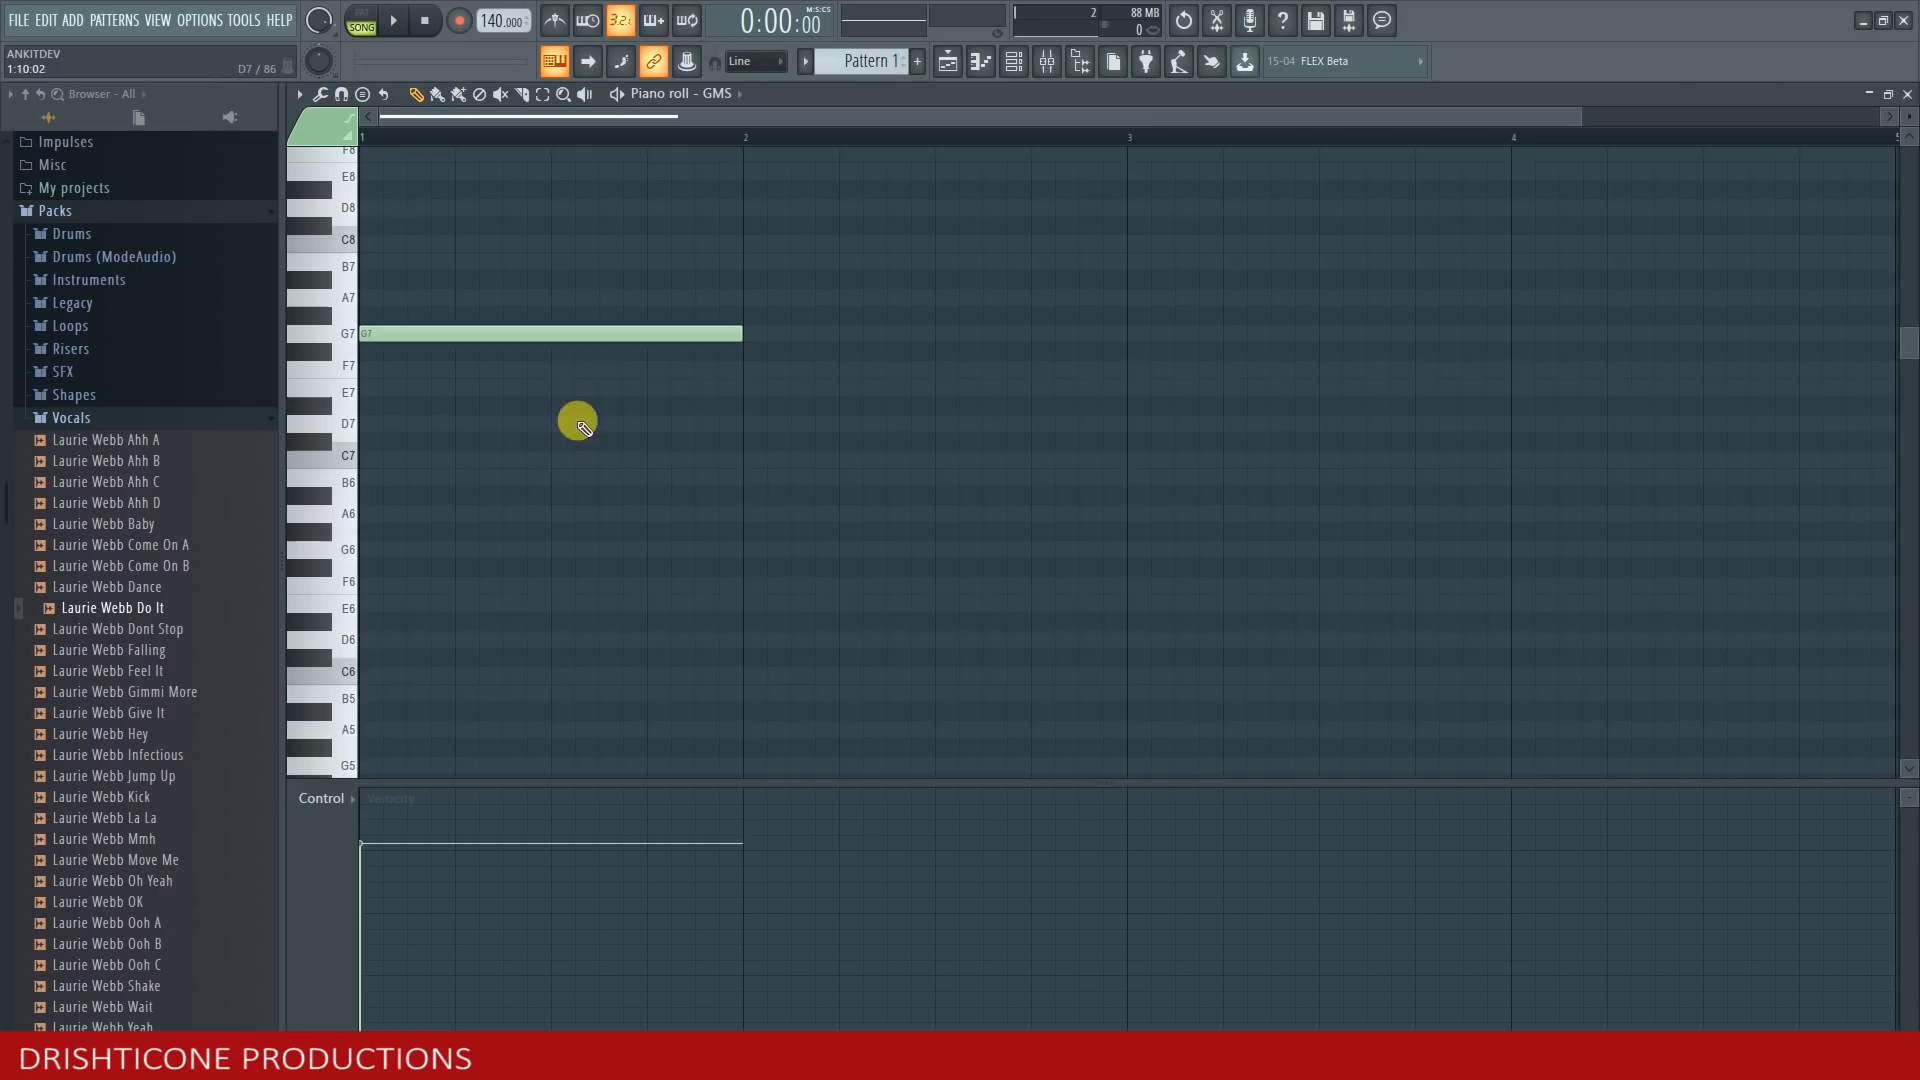 FILE EDIT ADD PATTERNS VIEW OPTIONS TOOLS HELP
PAT
SONG
140.000
3.2.
0:00:00
M:S:CS
2
88 MB
0
ANKITDEV
1:10:02
D7 / 86
Line
Pattern 1
+
15-04 FLEX Beta
Browser - All
Piano roll - GMS
Impulses
Misc
My projects
Packs
Drums
Drums (ModeAudio)
Instruments
Legacy
Loops
Risers
SFX
Shapes
Vocals
Laurie Webb Ahh A
Laurie Webb Ahh B
Laurie Webb Ahh C
Laurie Webb Ahh D
Laurie Webb Baby
Laurie Webb Come On A
Laurie Webb Come On B
Laurie Webb Dance
Laurie Webb Do It
Laurie Webb Dont Stop
Laurie Webb Falling
Laurie Webb Feel It
Laurie Webb Gimmi More
Laurie Webb Give It
Laurie Webb Hey
Laurie Webb Infectious
Laurie Webb Jump Up
Laurie Webb Kick
Laurie Webb La La
Laurie Webb Mmh
Laurie Webb Move Me
Laurie Webb Oh Yeah
Laurie Webb OK
Laurie Webb Ooh A
Laurie Webb Ooh B
Laurie Webb Ooh C
Laurie Webb Shake
Laurie Webb Wait
Laurie Webb Yeah
1 2 3 4 5
F8
E8
D8
C8
B7
A7
G7 G7
F7
E7
D7
C7
B6
A6
G6
F6
E6
D6
C6
B5
A5
G5
Control Velocity
DRISHTICONE PRODUCTIONS